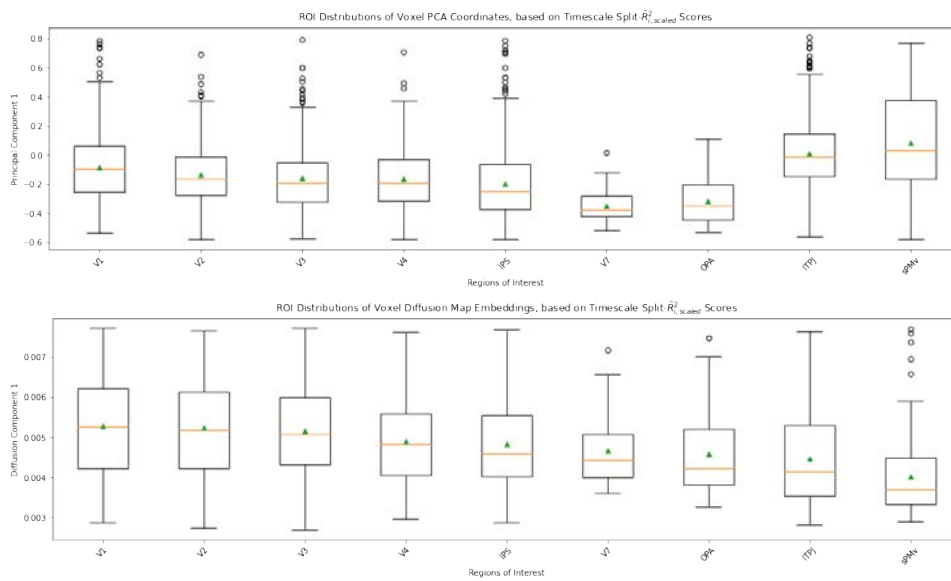 ROI Distributions of Voxel PCA Coordinates, based on Timescale Split-R̃²ᵢ,scaled Scores
0.8
0.6
0.4
0.2
0.0
−0.2
−0.4
−0.6
Principal Component 1
V1 V2 V3 V4 IPS V7 OPA lTPJ sPMv
Regions of Interest
ROI Distributions of Voxel Diffusion Map Embeddings, based on Timescale Split-R̃²ᵢ,scaled Scores
0.007
0.006
0.005
0.004
0.003
Diffusion Component 1
V1 V2 V3 V4 IPS V7 OPA lTPJ sPMv
Regions of Interest